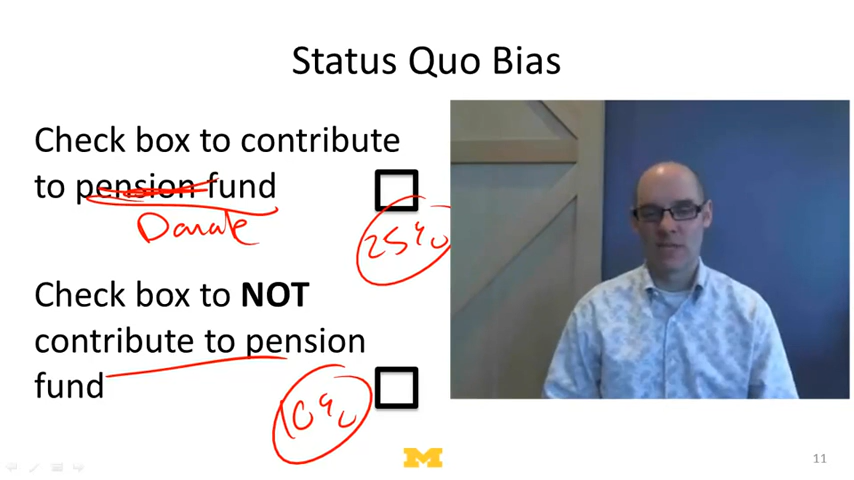 Status Quo Bias
Check box to contribute
to pension fund
Donate
25%
Check box to NOT
contribute to pension
fund
10%
M
11